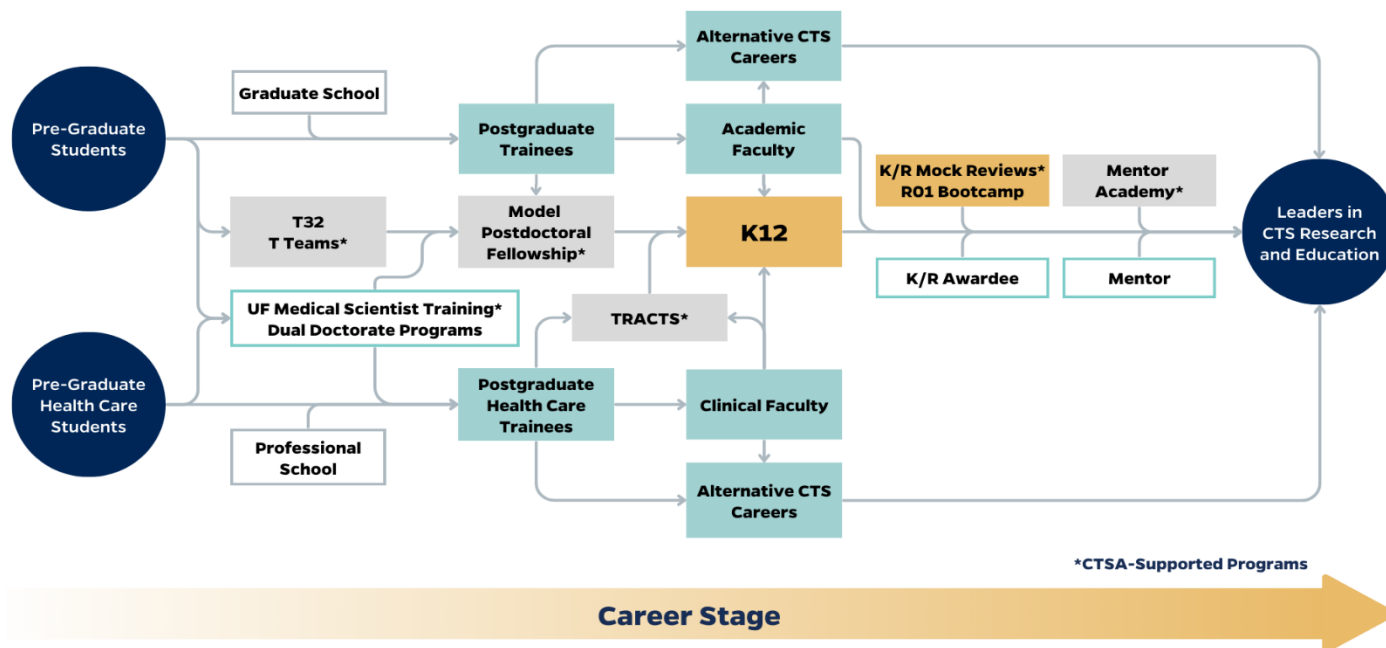 Alternative CTS
Careers
Graduate School
Pre-Graduate
Students
Postgraduate
Trainees
Academic
Faculty
K/R Mock Reviews*
R01 Bootcamp
Mentor
Academy*
T32
T Teams*
Model
Postdoctoral
Fellowship*
K12
Leaders in
CTS Research
and Education
K/R Awardee
Mentor
UF Medical Scientist Training*
Dual Doctorate Programs
TRACTS*
Pre-Graduate
Health Care
Students
Postgraduate
Health Care
Trainees
Clinical Faculty
Professional
School
Alternative CTS
Careers
*CTSA-Supported Programs
Career Stage